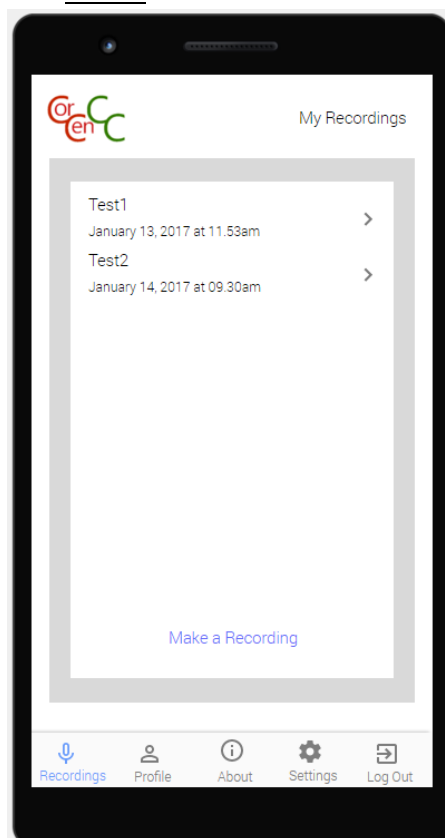 CorCenCC
My Recordings
Test1
January 13, 2017 at 11.53am
Test2
January 14, 2017 at 09.30am
Make a Recording
Recordings Profile About Settings Log Out